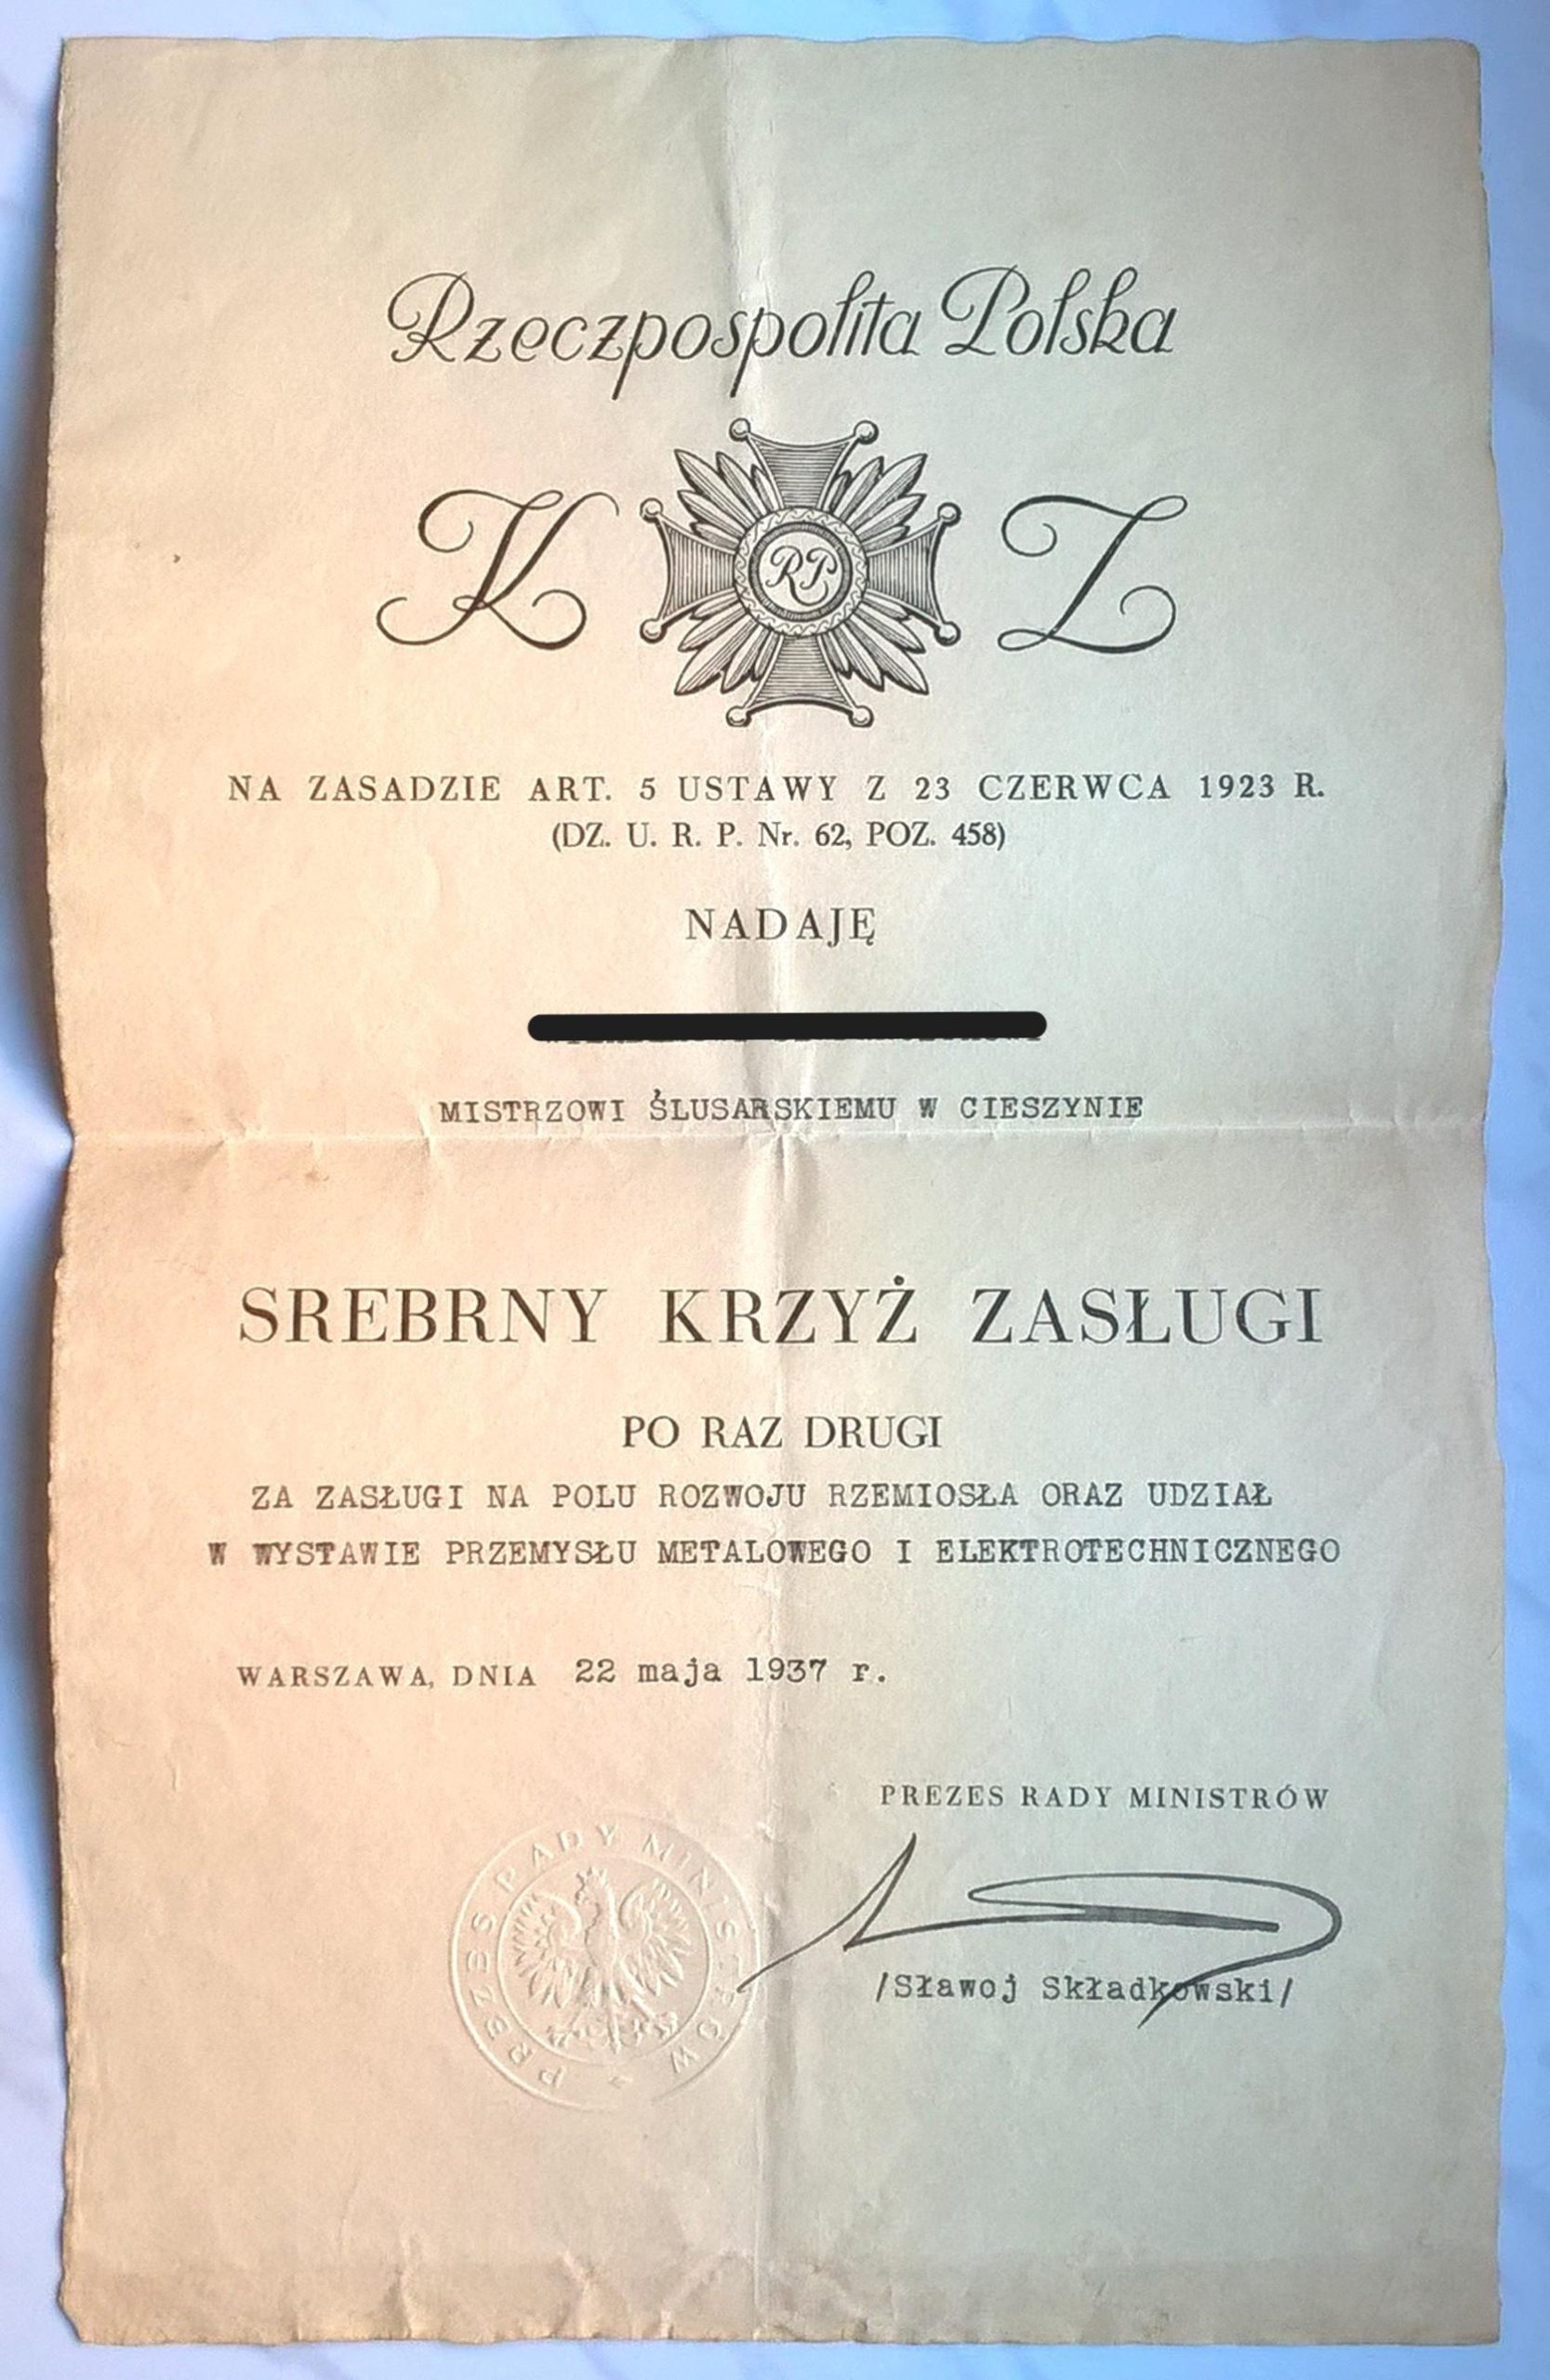 Rzeczpospolita Polska
K RP Z
NA ZASADZIE ART. 5 USTAWY Z 23 CZERWCA 1923 R.
(DZ. U. R. P. Nr. 62, POZ. 458)
NADAJĘ
MISTRZOWI ŚLUSARSKIEMU W CIESZYNIE
SREBRNY KRZYŻ ZASŁUGI
PO RAZ DRUGI
ZA ZASŁUGI NA POLU ROZWOJU RZEMIOSŁA ORAZ UDZIAŁ
W WYSTAWIE PRZEMYSŁU METALOWEGO I ELEKTROTECHNICZNEGO
WARSZAWA, DNIA 22 maja 1937 r.
PREZES RADY MINISTRÓW
/Sławoj Składkowski/
PREZES RADY MINISTRÓW